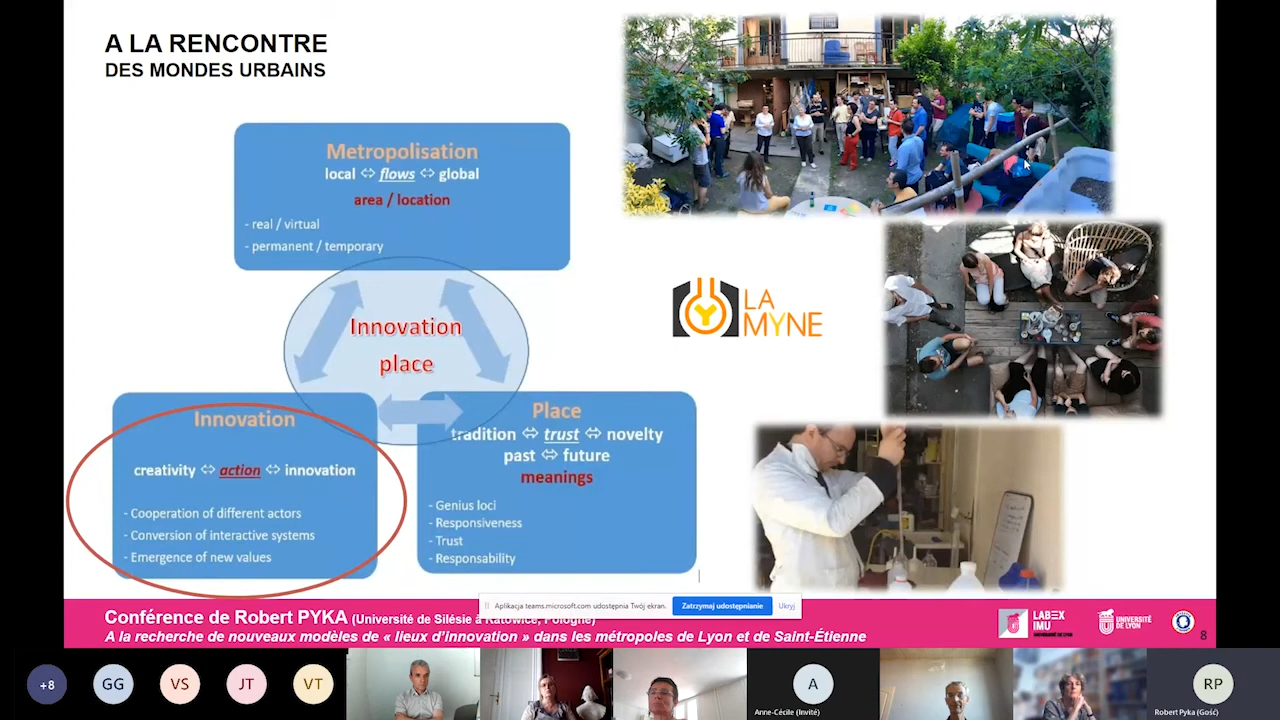 A LA RENCONTRE
DES MONDES URBAINS
Metropolisation
local ⇔ flows ⇔ global
area / location
- real / virtual
- permanent / temporary
Innovation
place
Innovation
creativity ⇔ action ⇔ innovation
- Cooperation of different actors
- Conversion of interactive systems
- Emergence of new values
Place
tradition ⇔ trust ⇔ novelty
past ⇔ future
meanings
- Genius loci
- Responsiveness
- Trust
- Responsability
LA
MYNE
Aplikacja teams.microsoft.com udostępnia Twój ekran.
Zatrzymaj udostępnianie
Ukryj
Conférence de Robert PYKA (Université de Silésie à Katowice, Pologne)
A la recherche de nouveaux modèles de « lieux d'innovation » dans les métropoles de Lyon et de Saint-Étienne
LABEX
IMU
UNIVERSITÉ DE LYON
UNIVERSITÉ
DE LYON
8
+8
GG
VS
JT
VT
A
Anne-Cécile (Invité)
RP
Robert Pyka (Gość)